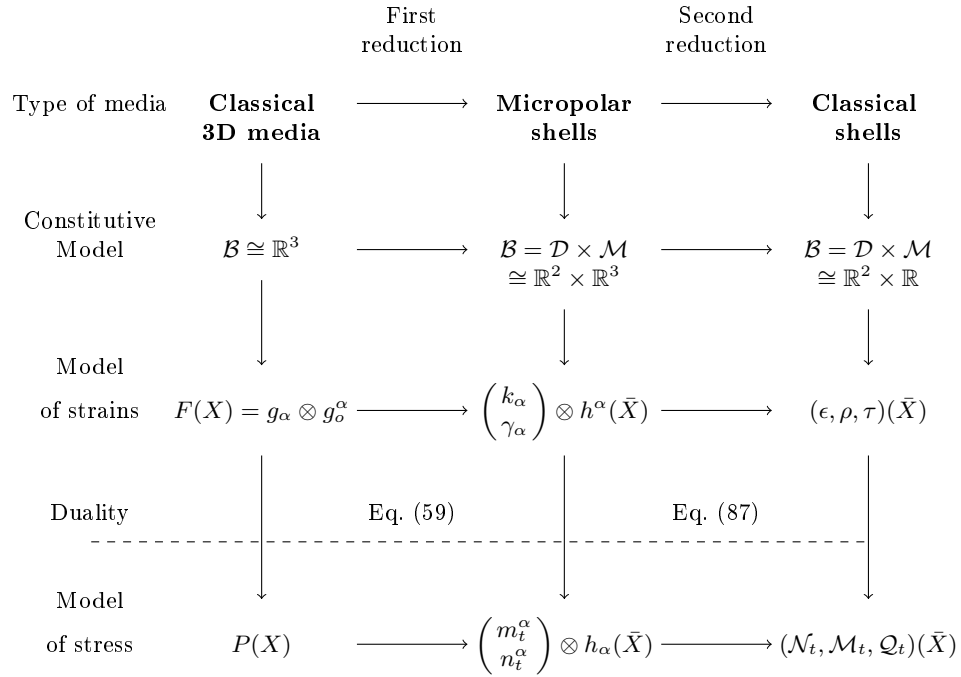 First Second
reduction reduction
Type of media Classical Micropolar Classical
3D media shells shells
Constitutive
Model ℬ ≅ ℝ³ ℬ = 𝒟 × ℳ ℬ = 𝒟 × ℳ
≅ ℝ² × ℝ³ ≅ ℝ² × ℝ
Model
of strains F(X) = g_α ⊗ g_o^α (k_α γ_α) ⊗ h^α(X̄) (ϵ, ρ, τ)(X̄)
Duality Eq. (59) Eq. (87)
Model
of stress P(X) (m_t^α n_t^α) ⊗ h_α(X̄) (𝒩_t, ℳ_t, 𝒬_t)(X̄)